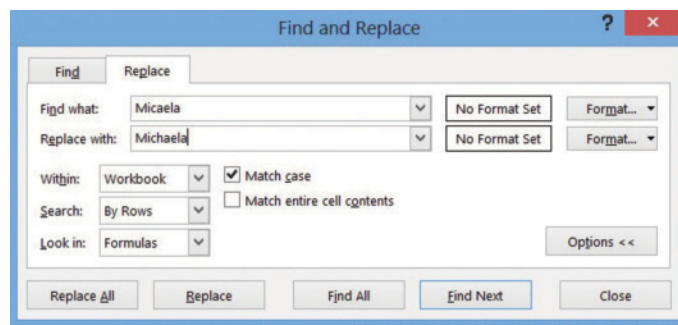 Find and Replace ? ×
Find Replace
Find what: Micaela No Format Set Format...
Replace with: Michaela No Format Set Format...
Within: Workbook Match case
Search: By Rows Match entire cell contents
Look in: Formulas Options <<
Replace All Replace Find All Find Next Close